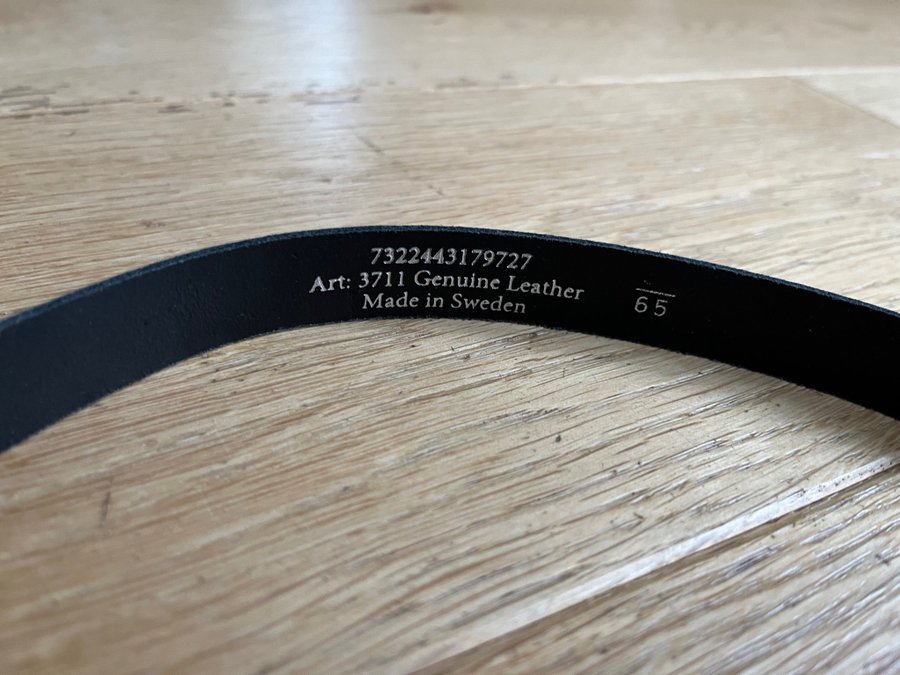 7322443179727
Art: 3711 Genuine Leather
Made in Sweden
65